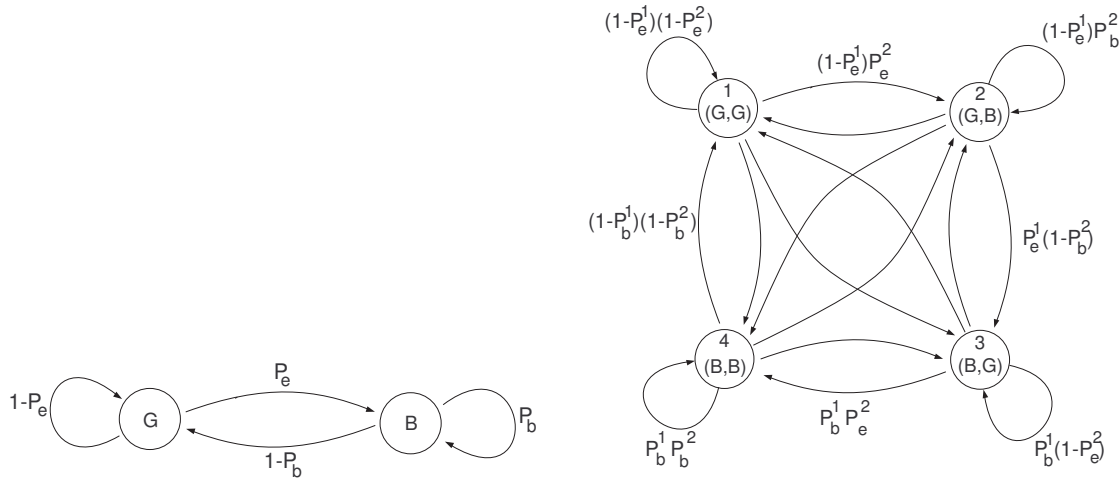 1-P_e
G
P_e
1-P_b
B
P_b
(1-P_e^1)(1-P_e^2)
1
(G,G)
(1-P_e^1)P_e^2
2
(G,B)
(1-P_e^1)P_b^2
(1-P_b^1)(1-P_b^2)
P_e^1(1-P_b^2)
4
(B,B)
3
(B,G)
P_b^1 P_e^2
P_b^1 P_b^2
P_b^1(1-P_e^2)